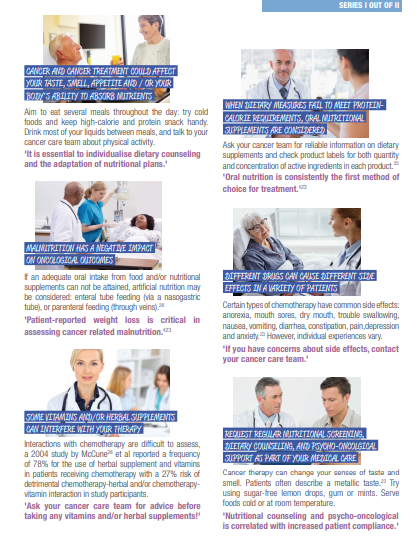 SERIES I OUT OF II
CANCER AND CANCER TREATMENT COULD AFFECT
YOUR TASTE, SMELL, APPETITE AND / OR YOUR
BODY'S ABILITY TO ABSORB NUTRIENTS
Aim to eat several meals throughout the day: try cold
foods and keep high-calorie and protein snack handy.
Drink most of your liquids between meals, and talk to your
cancer care team about physical activity.
'It is essential to individualise dietary counseling
and the adaptation of nutritional plans.'
MALNUTRITION HAS A NEGATIVE IMPACT
ON ONCOLOGICAL OUTCOMES
If an adequate oral intake from food and/or nutritional
supplements can not be attained, artificial nutrition may
be considered: enteral tube feeding (via a nasogastric
tube), or parenteral feeding (through veins).26
'Patient-reported weight loss is critical in
assessing cancer related malnutrition.'23
SOME VITAMINS AND/OR HERBAL SUPPLEMENTS
CAN INTERFERE WITH YOUR THERAPY
Interactions with chemotherapy are difficult to assess,
a 2004 study by McCune28 et al reported a frequency
of 78% for the use of herbal supplement and vitamins
in patients receiving chemotherapy with a 27% risk of
detrimental chemotherapy-herbal and/or chemotherapy-
vitamin interaction in study participants.
'Ask your cancer care team for advice before
taking any vitamins and/or herbal supplements!'
WHEN DIETARY MEASURES FAIL TO MEET PROTEIN-
CALORIE REQUIREMENTS, ORAL NUTRITIONAL
SUPPLEMENTS ARE CONSIDERED
Ask your cancer team for reliable information on dietary
supplements and check product labels for both quantity
and concentration of active ingredients in each product.25
'Oral nutrition is consistently the first method of
choice for treatment.'23
DIFFERENT DRUGS CAN CAUSE DIFFERENT SIDE
EFFECTS IN A VARIETY OF PATIENTS
Certain types of chemotherapy have common side effects:
anorexia, mouth sores, dry mouth, trouble swallowing,
nausea, vomiting, diarrhea, constipation, pain,depression
and anxiety.23 However, individual experiences vary.
'If you have concerns about side effects, contact
your cancer care team.'
REQUEST REGULAR NUTRITIONAL SCREENING,
DIETARY COUNSELING, AND PSYCHO-ONCOLGICAL
SUPPORT AS PART OF YOUR MEDICAL CARE
Cancer therapy can change your senses of taste and
smell. Patients often describe a metallic taste.23 Try
using sugar-free lemon drops, gum or mints. Serve
foods cold or at room temperature.
'Nutritional counseling and psycho-oncological
is correlated with increased patient compliance.'